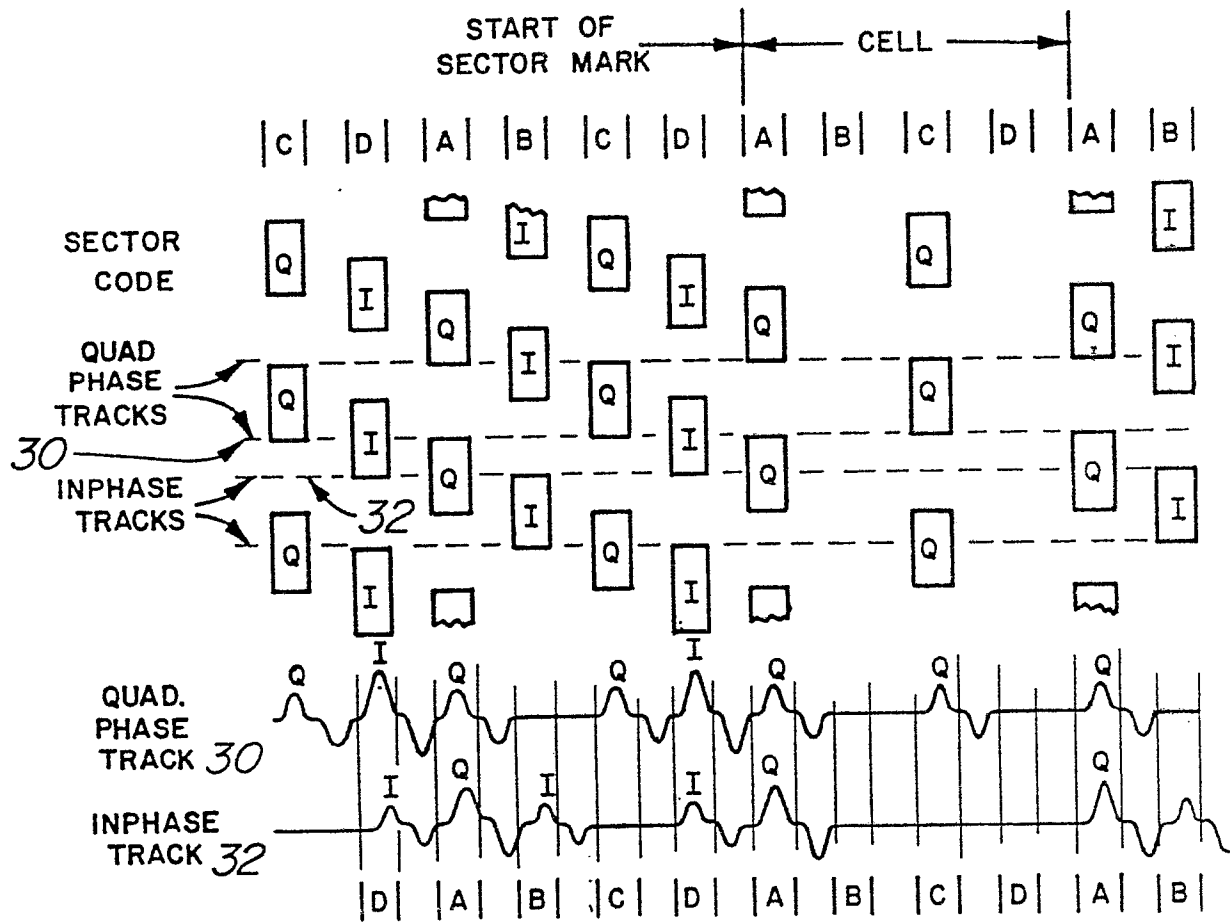 START OF
SECTOR MARK
CELL
C D A B C D A B C D A B
SECTOR
CODE
Q I Q I Q I Q Q Q I
QUAD
PHASE
TRACKS
Q I Q I Q I Q Q Q I
30
INPHASE
TRACKS
32
Q I Q I Q I Q Q Q I
QUAD.
PHASE
TRACK 30
Q I Q Q I Q Q Q
INPHASE
TRACK 32
I Q I I Q Q
D A B C D A B C D A B